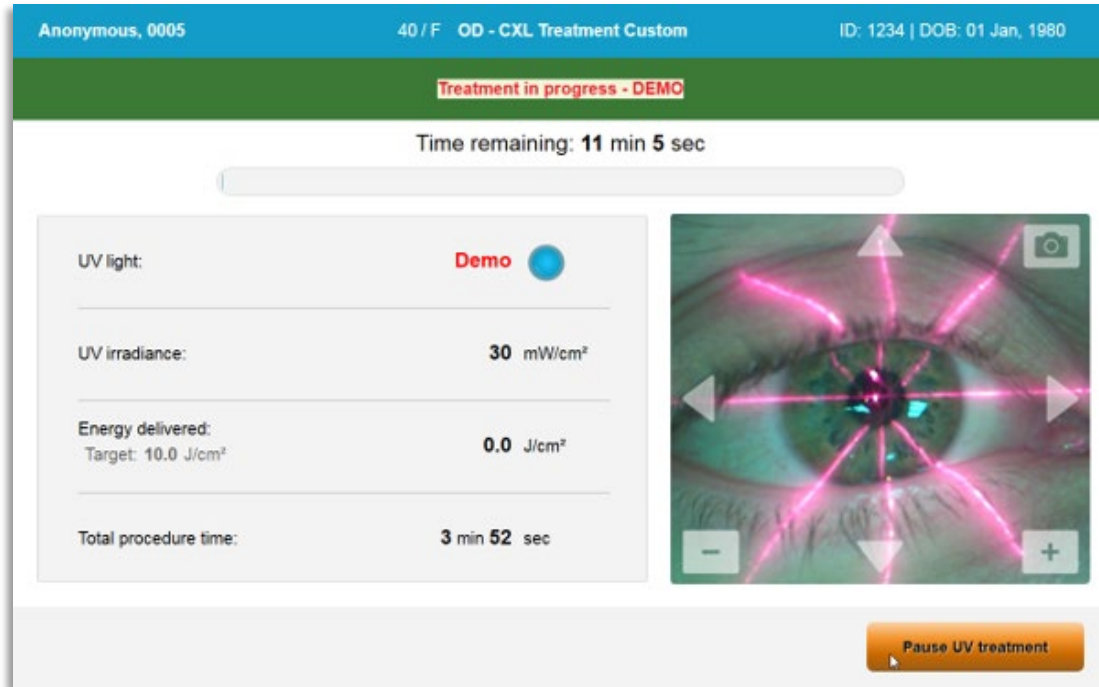 Anonymous, 0005 40 / F OD - CXL Treatment Custom ID: 1234 | DOB: 01 Jan, 1980
Treatment in progress - DEMO
Time remaining: 11 min 5 sec
UV light: Demo
UV irradiance: 30 mW/cm²
Energy delivered:
Target: 10.0 J/cm²
0.0 J/cm²
Total procedure time: 3 min 52 sec
Pause UV treatment